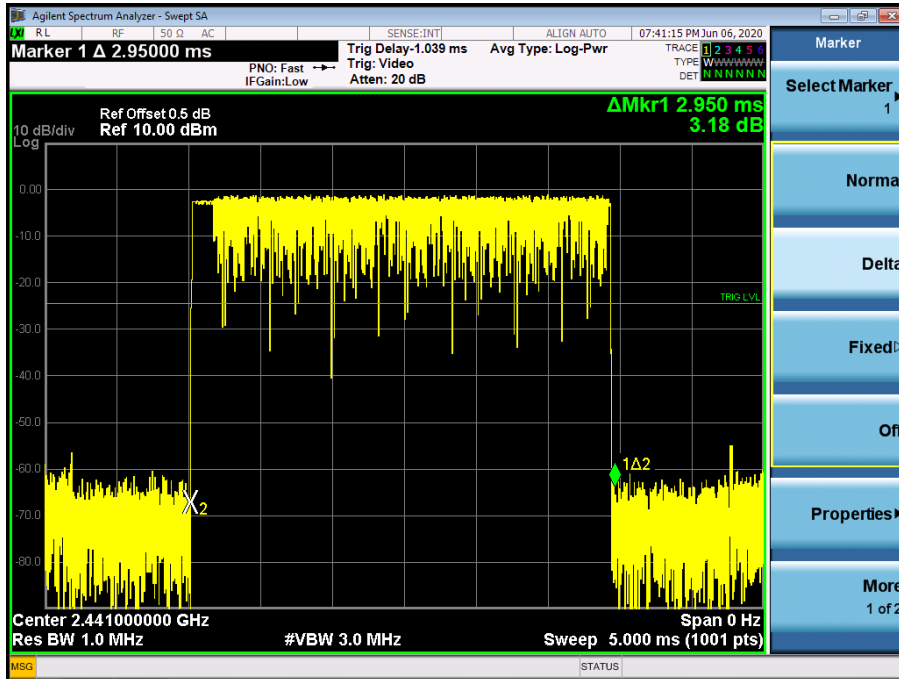 Agilent Spectrum Analyzer - Swept SA
LXI RL RF 50 Ω AC SENSE:INT ALIGN AUTO 07:41:15 PM Jun 06, 2020
Marker 1 Δ 2.95000 ms
PNO: Fast
IFGain:Low
Trig Delay-1.039 ms
Trig: Video
Atten: 20 dB
Avg Type: Log-Pwr
TRACE 1 2 3 4 5 6
TYPE WWWWWW
DET N N N N N N
ΔMkr1 2.950 ms
3.18 dB
Ref Offset 0.5 dB
10 dB/div Ref 10.00 dBm
Log
0.00
-10.0
-20.0
TRIG LVL
-30.0
-40.0
-50.0
-60.0
1Δ2
2
-70.0
-80.0
Center 2.441000000 GHz Span 0 Hz
Res BW 1.0 MHz #VBW 3.0 MHz Sweep 5.000 ms (1001 pts)
MSG STATUS
Marker
Select Marker
1
Norma
Delta
Fixed
Off
Properties
More
1 of 2